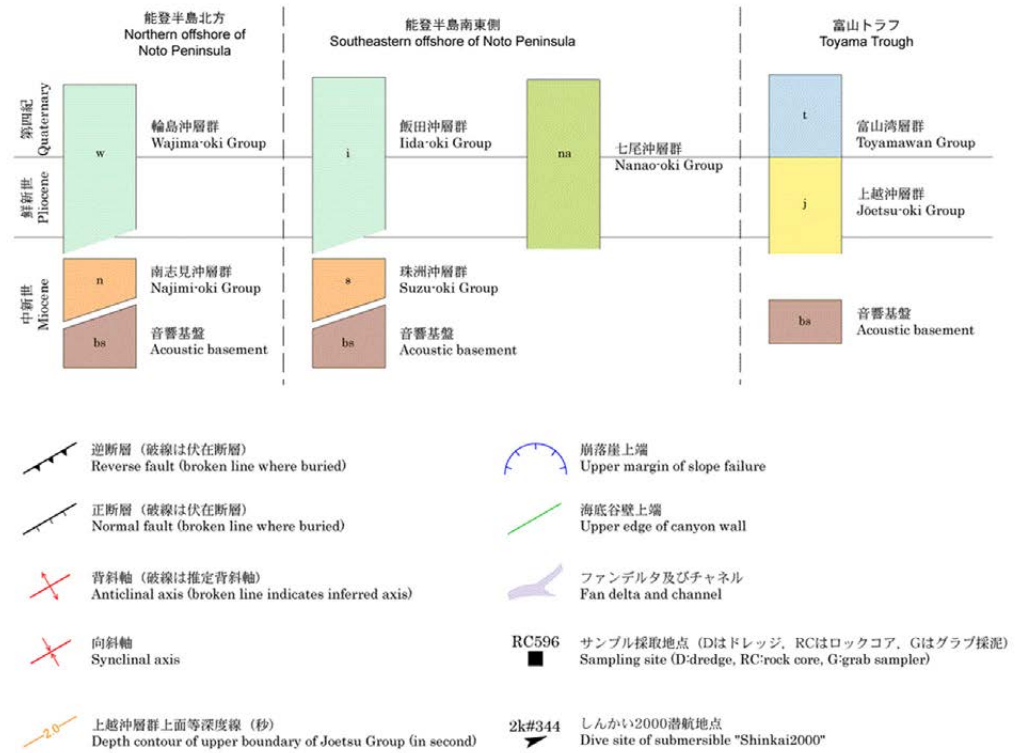 能登半島北方
Northern offshore of
Noto Peninsula
能登半島南東側
Southeastern offshore of Noto Peninsula
富山トラフ
Toyama Trough
第四紀
Quaternary
鮮新世
Pliocene
中新世
Miocene
w
輪島沖層群
Wajima-oki Group
n
南志見沖層群
Najimi-oki Group
bs
音響基盤
Acoustic basement
i
飯田沖層群
Iida-oki Group
s
珠洲沖層群
Suzu-oki Group
bs
音響基盤
Acoustic basement
na
七尾沖層群
Nanao-oki Group
t
富山湾層群
Toyamawan Group
j
上越沖層群
Jōetsu-oki Group
bs
音響基盤
Acoustic basement
逆断層（破線は伏在断層）
Reverse fault (broken line where buried)
正断層（破線は伏在断層）
Normal fault (broken line where buried)
背斜軸（破線は推定背斜軸）
Anticlinal axis (broken line indicates inferred axis)
向斜軸
Synclinal axis
2.0
上越沖層群上面等深度線（秒）
Depth contour of upper boundary of Joetsu Group (in second)
崩落崖上端
Upper margin of slope failure
海底谷壁上端
Upper edge of canyon wall
ファンデルタ及びチャネル
Fan delta and channel
RC596
サンプル採取地点（Dはドレッジ，RCはロックコア，Gはグラブ採泥）
Sampling site (D:dredge, RC:rock core, G:grab sampler)
2k#344
しんかい2000潜航地点
Dive site of submersible "Shinkai2000"